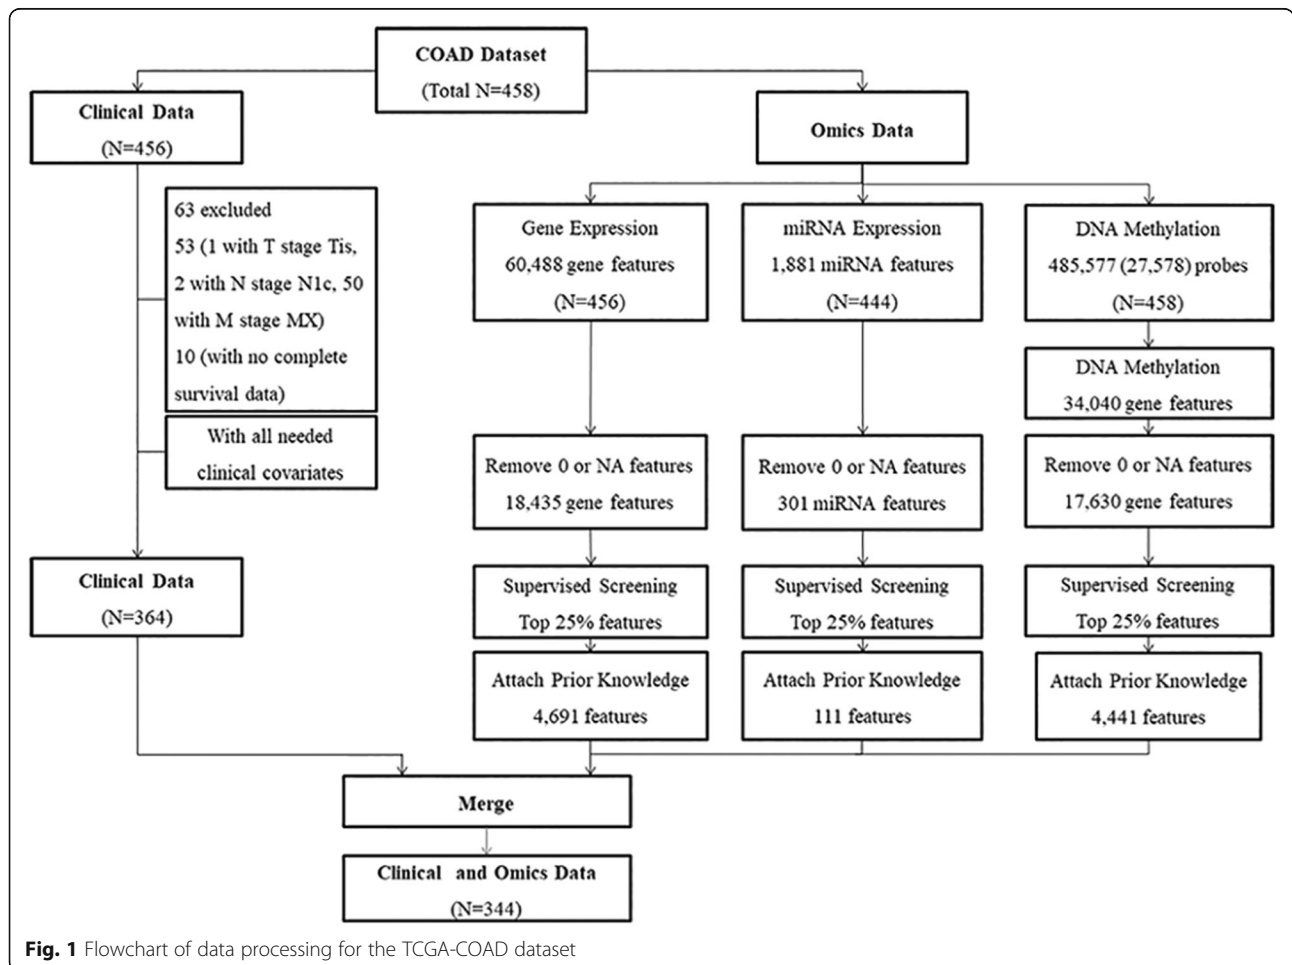 COAD Dataset
(Total N=458)
Clinical Data
(N=456)
Omics Data
63 excluded
53 (1 with T stage Tis,
2 with N stage N1c, 50
with M stage MX)
10 (with no complete
survival data)
With all needed
clinical covariates
Clinical Data
(N=364)
Gene Expression
60,488 gene features
(N=456)
Remove 0 or NA features
18,435 gene features
Supervised Screening
Top 25% features
Attach Prior Knowledge
4,691 features
miRNA Expression
1,881 miRNA features
(N=444)
Remove 0 or NA features
301 miRNA features
Supervised Screening
Top 25% features
Attach Prior Knowledge
111 features
DNA Methylation
485,577 (27,578) probes
(N=458)
DNA Methylation
34,040 gene features
Remove 0 or NA features
17,630 gene features
Supervised Screening
Top 25% features
Attach Prior Knowledge
4,441 features
Merge
Clinical and Omics Data
(N=344)
Fig. 1 Flowchart of data processing for the TCGA-COAD dataset